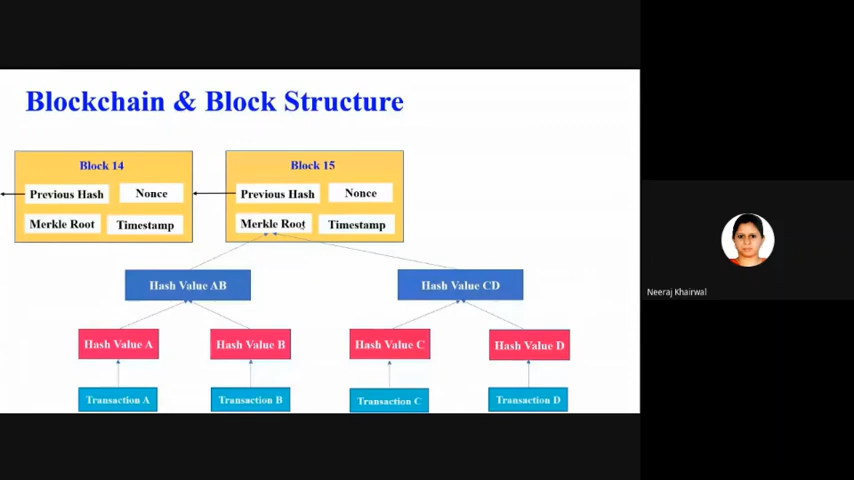 Blockchain & Block Structure
Block 14
Block 15
Previous Hash
Nonce
Previous Hash
Nonce
Merkle Root
Timestamp
Merkle Root
Timestamp
Hash Value AB
Hash Value CD
Neeraj Khairwal
Hash Value A
Hash Value B
Hash Value C
Hash Value D
Transaction A
Transaction B
Transaction C
Transaction D